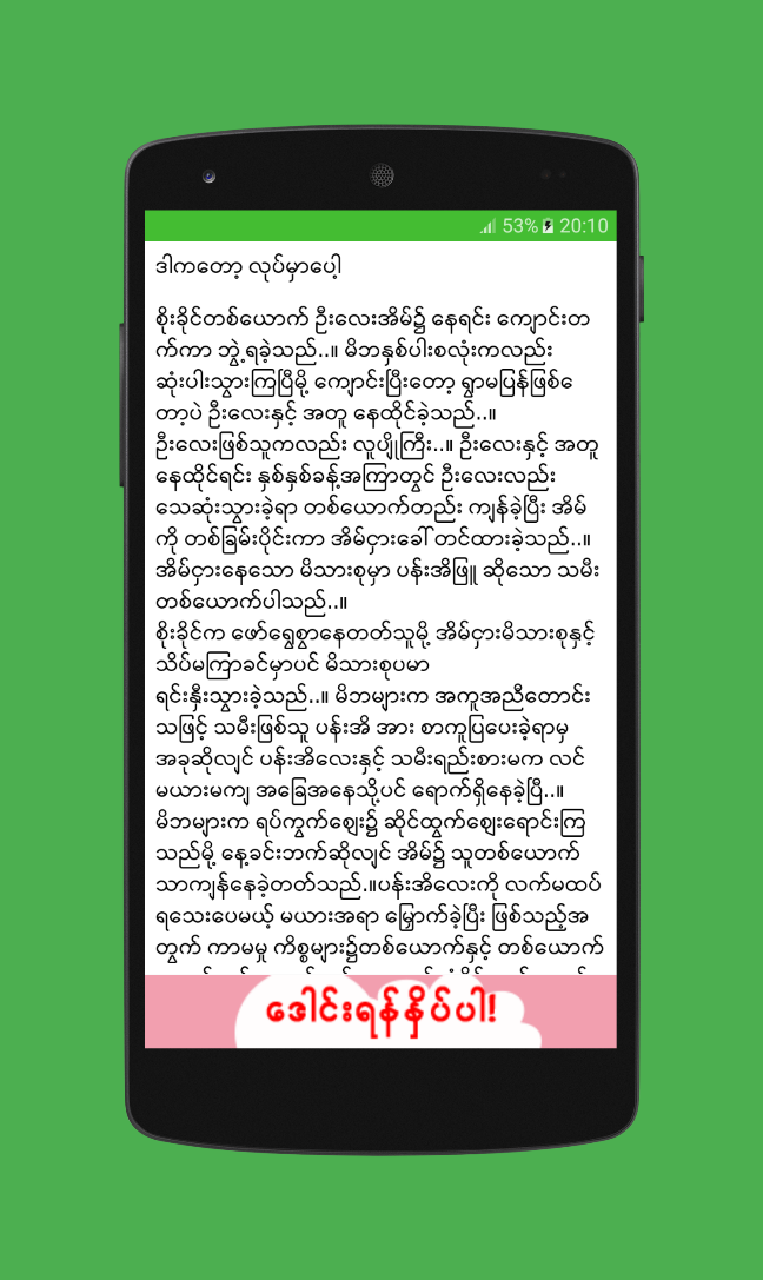 53% 20:10
ဒါကတော့ လုပ်မှာပေါ့
စိုးခိုင်တစ်ယောက် ဦးလေးအိမ်၌ နေရင်း ကျောင်းတ
က်ကာ ဘွဲ့ရခဲ့သည်..။ မိဘနှစ်ပါးစလုံးကလည်း
ဆုံးပါးသွားကြပြီမို့ ကျောင်းပြီးတော့ ရွာမပြန်ဖြစ်ေ
တာ့ပဲ ဦးလေးနှင့် အတူ နေထိုင်ခဲ့သည်..။
ဦးလေးဖြစ်သူကလည်း လူပျိုကြီး..။ ဦးလေးနှင့် အတူ
နေထိုင်ရင်း နှစ်နှစ်ခန့်အကြာတွင် ဦးလေးလည်း
သေဆုံးသွားခဲ့ရာ တစ်ယောက်တည်း ကျန်ခဲ့ပြီး အိမ်
ကို တစ်ခြမ်းပိုင်းကာ အိမ်ငှားခေါ်တင်ထားခဲ့သည်..။
အိမ်ငှားနေသော မိသားစုမှာ ပန်းအိဖြူ ဆိုသော သမီး
တစ်ယောက်ပါသည်..။
စိုးခိုင်က ဖော်ရွေစွာနေတတ်သူမို့ အိမ်ငှားမိသားစုနှင့်
သိပ်မကြာခင်မှာပင် မိသားစုပမာ
ရင်းနှီးသွားခဲ့သည်..။ မိဘများက အကူအညီတောင်း
သဖြင့် သမီးဖြစ်သူ ပန်းအိ အား စာကူပြပေးခဲ့ရာမှ
အခုဆိုလျင် ပန်းအိလေးနှင့် သမီးရည်းစားမက လင်
မယားမကျ အခြေအနေသို့ပင် ရောက်ရှိနေခဲ့ပြီ..။
မိဘများက ရပ်ကွက်ဈေး၌ ဆိုင်ထွက်ဈေးရောင်းကြ
သည်မို့ နေ့ခင်းဘက်ဆိုလျင် အိမ်၌ သူတစ်ယောက်
သာကျန်နေခဲ့တတ်သည်.။ပန်းအိလေးကို လက်မထပ်
ရသေးပေမယ့် မယားအရာ မြှောက်ခဲ့ပြီး ဖြစ်သည့်အ
တွက် ကာမမှု ကိစ္စများ၌တစ်ယောက်နှင့် တစ်ယောက်
ဒေါင်းရန်နှိပ်ပါ!